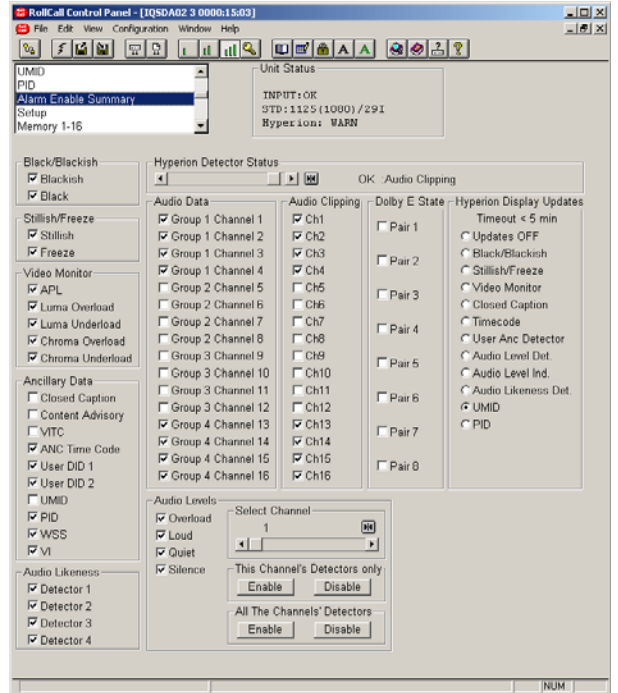 RollCall Control Panel - [IQSDA02 3 0000:15:03]
File Edit View Configuration Window Help
A A
UMID
PID
Alarm Enable Summary
Setup
Memory 1-16
Unit Status
INPUT:OK
STD:1125(1080)/29I
Hyperion: WARN
Black/Blackish
Blackish
Black
Stillish/Freeze
Stillish
Freeze
Video Monitor
APL
Luma Overload
Luma Underload
Chroma Overload
Chroma Underload
Ancillary Data
Closed Caption
Content Advisory
VITC
ANC Time Code
User DID 1
User DID 2
UMID
PID
WSS
VI
Audio Likeness
Detector 1
Detector 2
Detector 3
Detector 4
Hyperion Detector Status
OK :Audio Clipping
Audio Data
Group 1 Channel 1
Group 1 Channel 2
Group 1 Channel 3
Group 1 Channel 4
Group 2 Channel 5
Group 2 Channel 6
Group 2 Channel 7
Group 2 Channel 8
Group 3 Channel 9
Group 3 Channel 10
Group 3 Channel 11
Group 3 Channel 12
Group 4 Channel 13
Group 4 Channel 14
Group 4 Channel 15
Group 4 Channel 16
Audio Clipping
Ch1
Ch2
Ch3
Ch4
Ch5
Ch6
Ch7
Ch8
Ch9
Ch10
Ch11
Ch12
Ch13
Ch14
Ch15
Ch16
Dolby E State
Pair 1
Pair 2
Pair 3
Pair 4
Pair 5
Pair 6
Pair 7
Pair 8
Hyperion Display Updates
Timeout < 5 min
Updates OFF
Black/Blackish
Stillish/Freeze
Video Monitor
Closed Caption
Timecode
User Anc Detector
Audio Level Det.
Audio Level Ind.
Audio Likeness Det.
UMID
PID
Audio Levels
Overload
Loud
Quiet
Silence
Select Channel
1
This Channel's Detectors only
Enable Disable
All The Channels' Detectors
Enable Disable
NUM